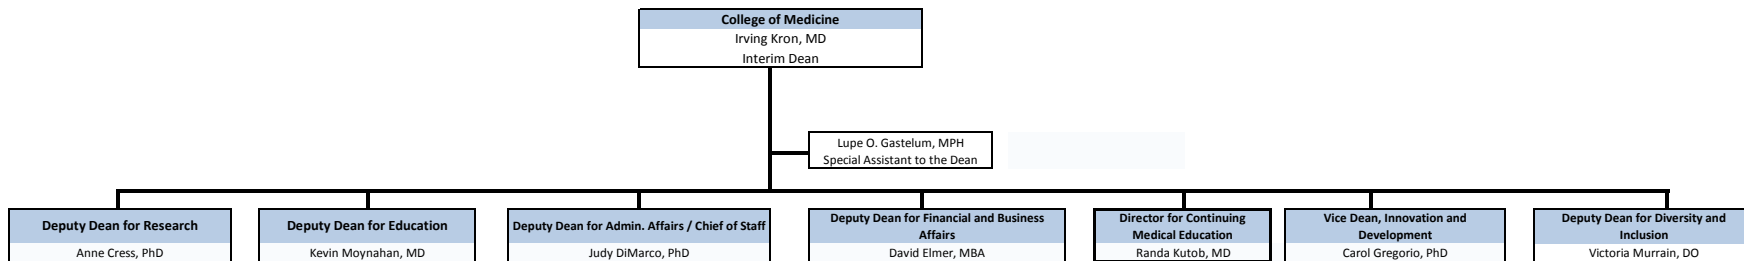 College of Medicine
Irving Kron, MD
Interim Dean
Lupe O. Gastelum, MPH
Special Assistant to the Dean
Deputy Dean for Research
Anne Cress, PhD
Deputy Dean for Education
Kevin Moynahan, MD
Deputy Dean for Admin. Affairs / Chief of Staff
Judy DiMarco, PhD
Deputy Dean for Financial and Business
Affairs
David Elmer, MBA
Director for Continuing
Medical Education
Randa Kutob, MD
Vice Dean, Innovation and
Development
Carol Gregorio, PhD
Deputy Dean for Diversity and
Inclusion
Victoria Murrain, DO